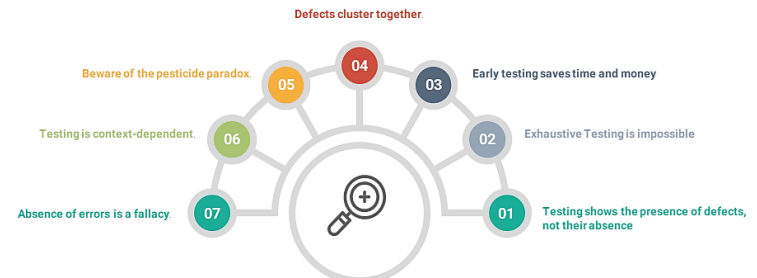 Defects cluster together.
04
Beware of the pesticide paradox.
05
03
Early testing saves time and money
Testing is context-dependent.
06
02
Exhaustive Testing is impossible
Absence of errors is a fallacy.
07
01
Testing shows the presence of defects,
not their absence